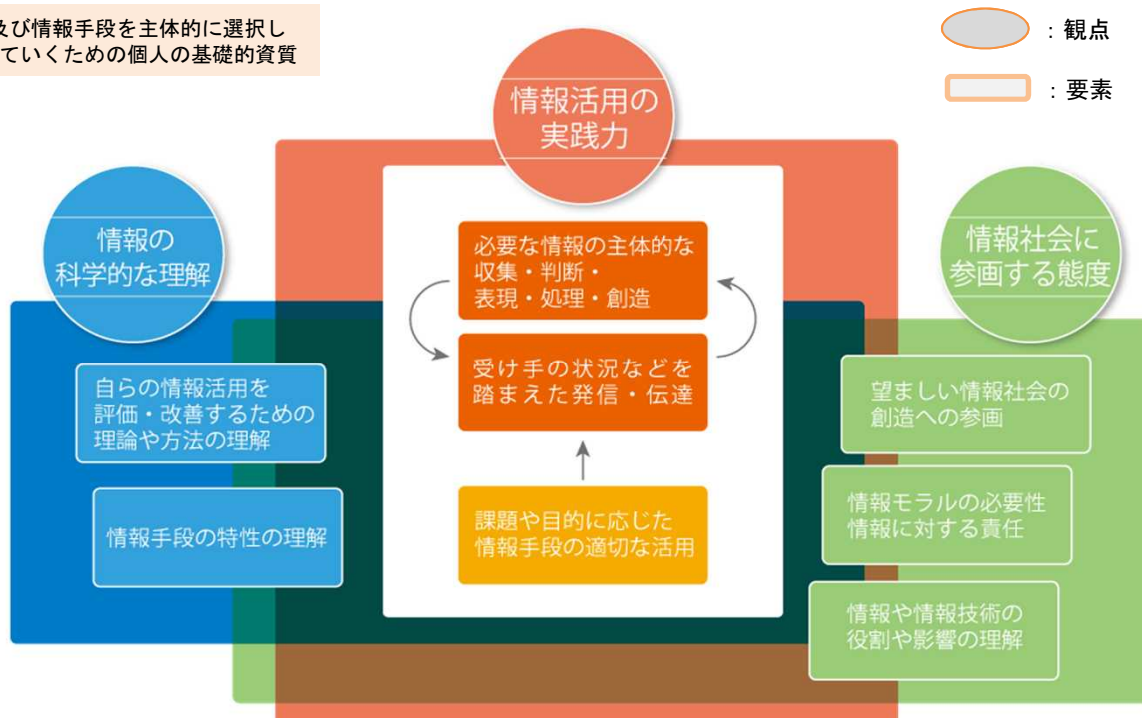 及び情報手段を主体的に選択し
ていくための個人の基礎的資質
：観点
：要素
情報活用の
実践力
情報の
科学的な理解
情報社会に
参画する態度
必要な情報の主体的な
収集・判断・
表現・処理・創造
受け手の状況などを
踏まえた発信・伝達
課題や目的に応じた
情報手段の適切な活用
自らの情報活用を
評価・改善するための
理論や方法の理解
情報手段の特性の理解
望ましい情報社会の
創造への参画
情報モラルの必要性
情報に対する責任
情報や情報技術の
役割や影響の理解